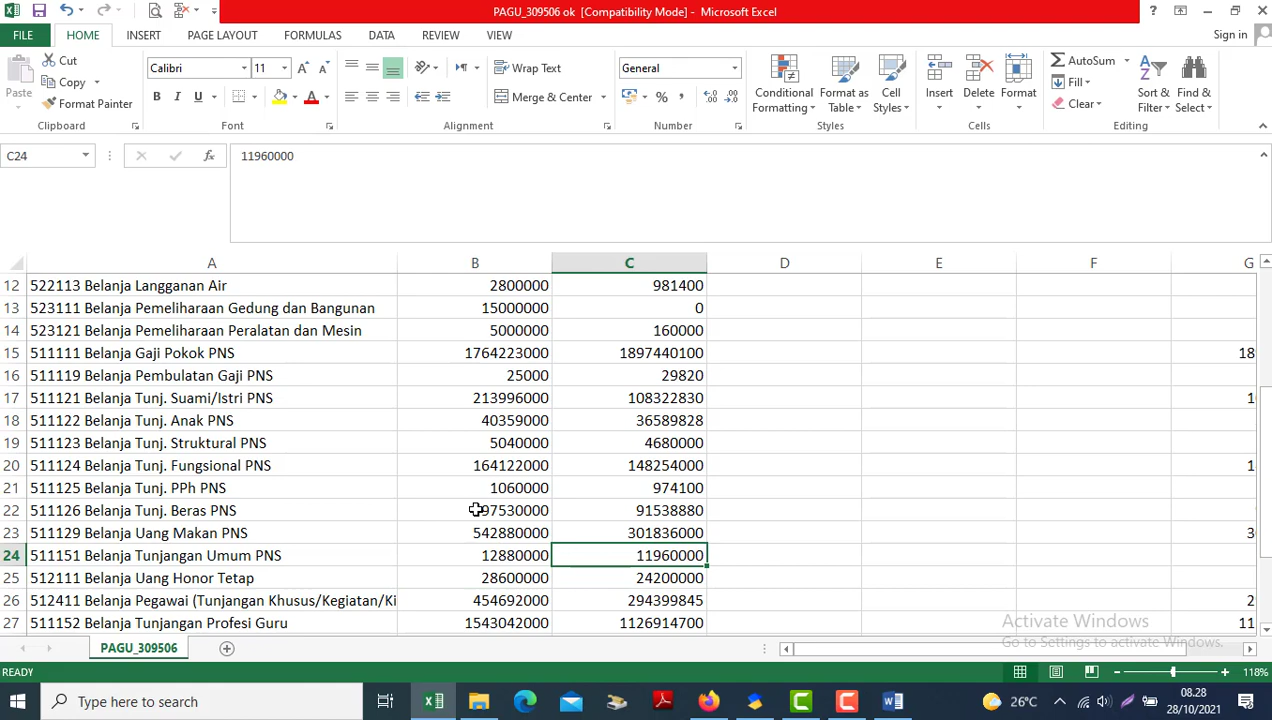 PAGU_309506 ok [Compatibility Mode] - Microsoft Excel
FILE HOME INSERT PAGE LAYOUT FORMULAS DATA REVIEW VIEW Sign in
Paste
Cut
Copy
Format Painter
Clipboard
Calibri 11
Font
Wrap Text
Merge & Center
Alignment
General
Number
Conditional Formatting
Format as Table
Cell Styles
Styles
Insert Delete Format
Cells
AutoSum
Fill
Clear
Sort & Filter
Find & Select
Editing
C24 fx 11960000
A B C D E F G
12 522113 Belanja Langganan Air 2800000 981400
13 523111 Belanja Pemeliharaan Gedung dan Bangunan 15000000 0
14 523121 Belanja Pemeliharaan Peralatan dan Mesin 5000000 160000
15 511111 Belanja Gaji Pokok PNS 1764223000 1897440100 18
16 511119 Belanja Pembulatan Gaji PNS 25000 29820
17 511121 Belanja Tunj. Suami/Istri PNS 213996000 108322830 1
18 511122 Belanja Tunj. Anak PNS 40359000 36589828
19 511123 Belanja Tunj. Struktural PNS 5040000 4680000
20 511124 Belanja Tunj. Fungsional PNS 164122000 148254000 1
21 511125 Belanja Tunj. PPh PNS 1060000 974100
22 511126 Belanja Tunj. Beras PNS 97530000 91538880
23 511129 Belanja Uang Makan PNS 542880000 301836000 3
24 511151 Belanja Tunjangan Umum PNS 12880000 11960000
25 512111 Belanja Uang Honor Tetap 28600000 24200000
26 512411 Belanja Pegawai (Tunjangan Khusus/Kegiatan/Ki 454692000 294399845 2
27 511152 Belanja Tunjangan Profesi Guru 1543042000 1126914700 11
Activate Windows
Go to Settings to activate Windows.
PAGU_309506
READY 118%
Type here to search
26°C
08.28
28/10/2021